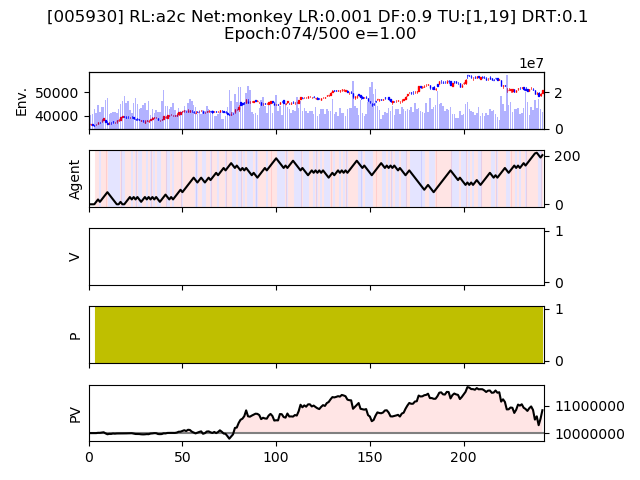 [005930] RL:a2c Net:monkey LR:0.001 DF:0.9 TU:[1,19] DRT:0.1
Epoch:074/500 e=1.00
1e7
Env.
50000
40000
2
0
Agent
200
0
V
1
0
P
1
0
PV
11000000
10000000
0 50 100 150 200